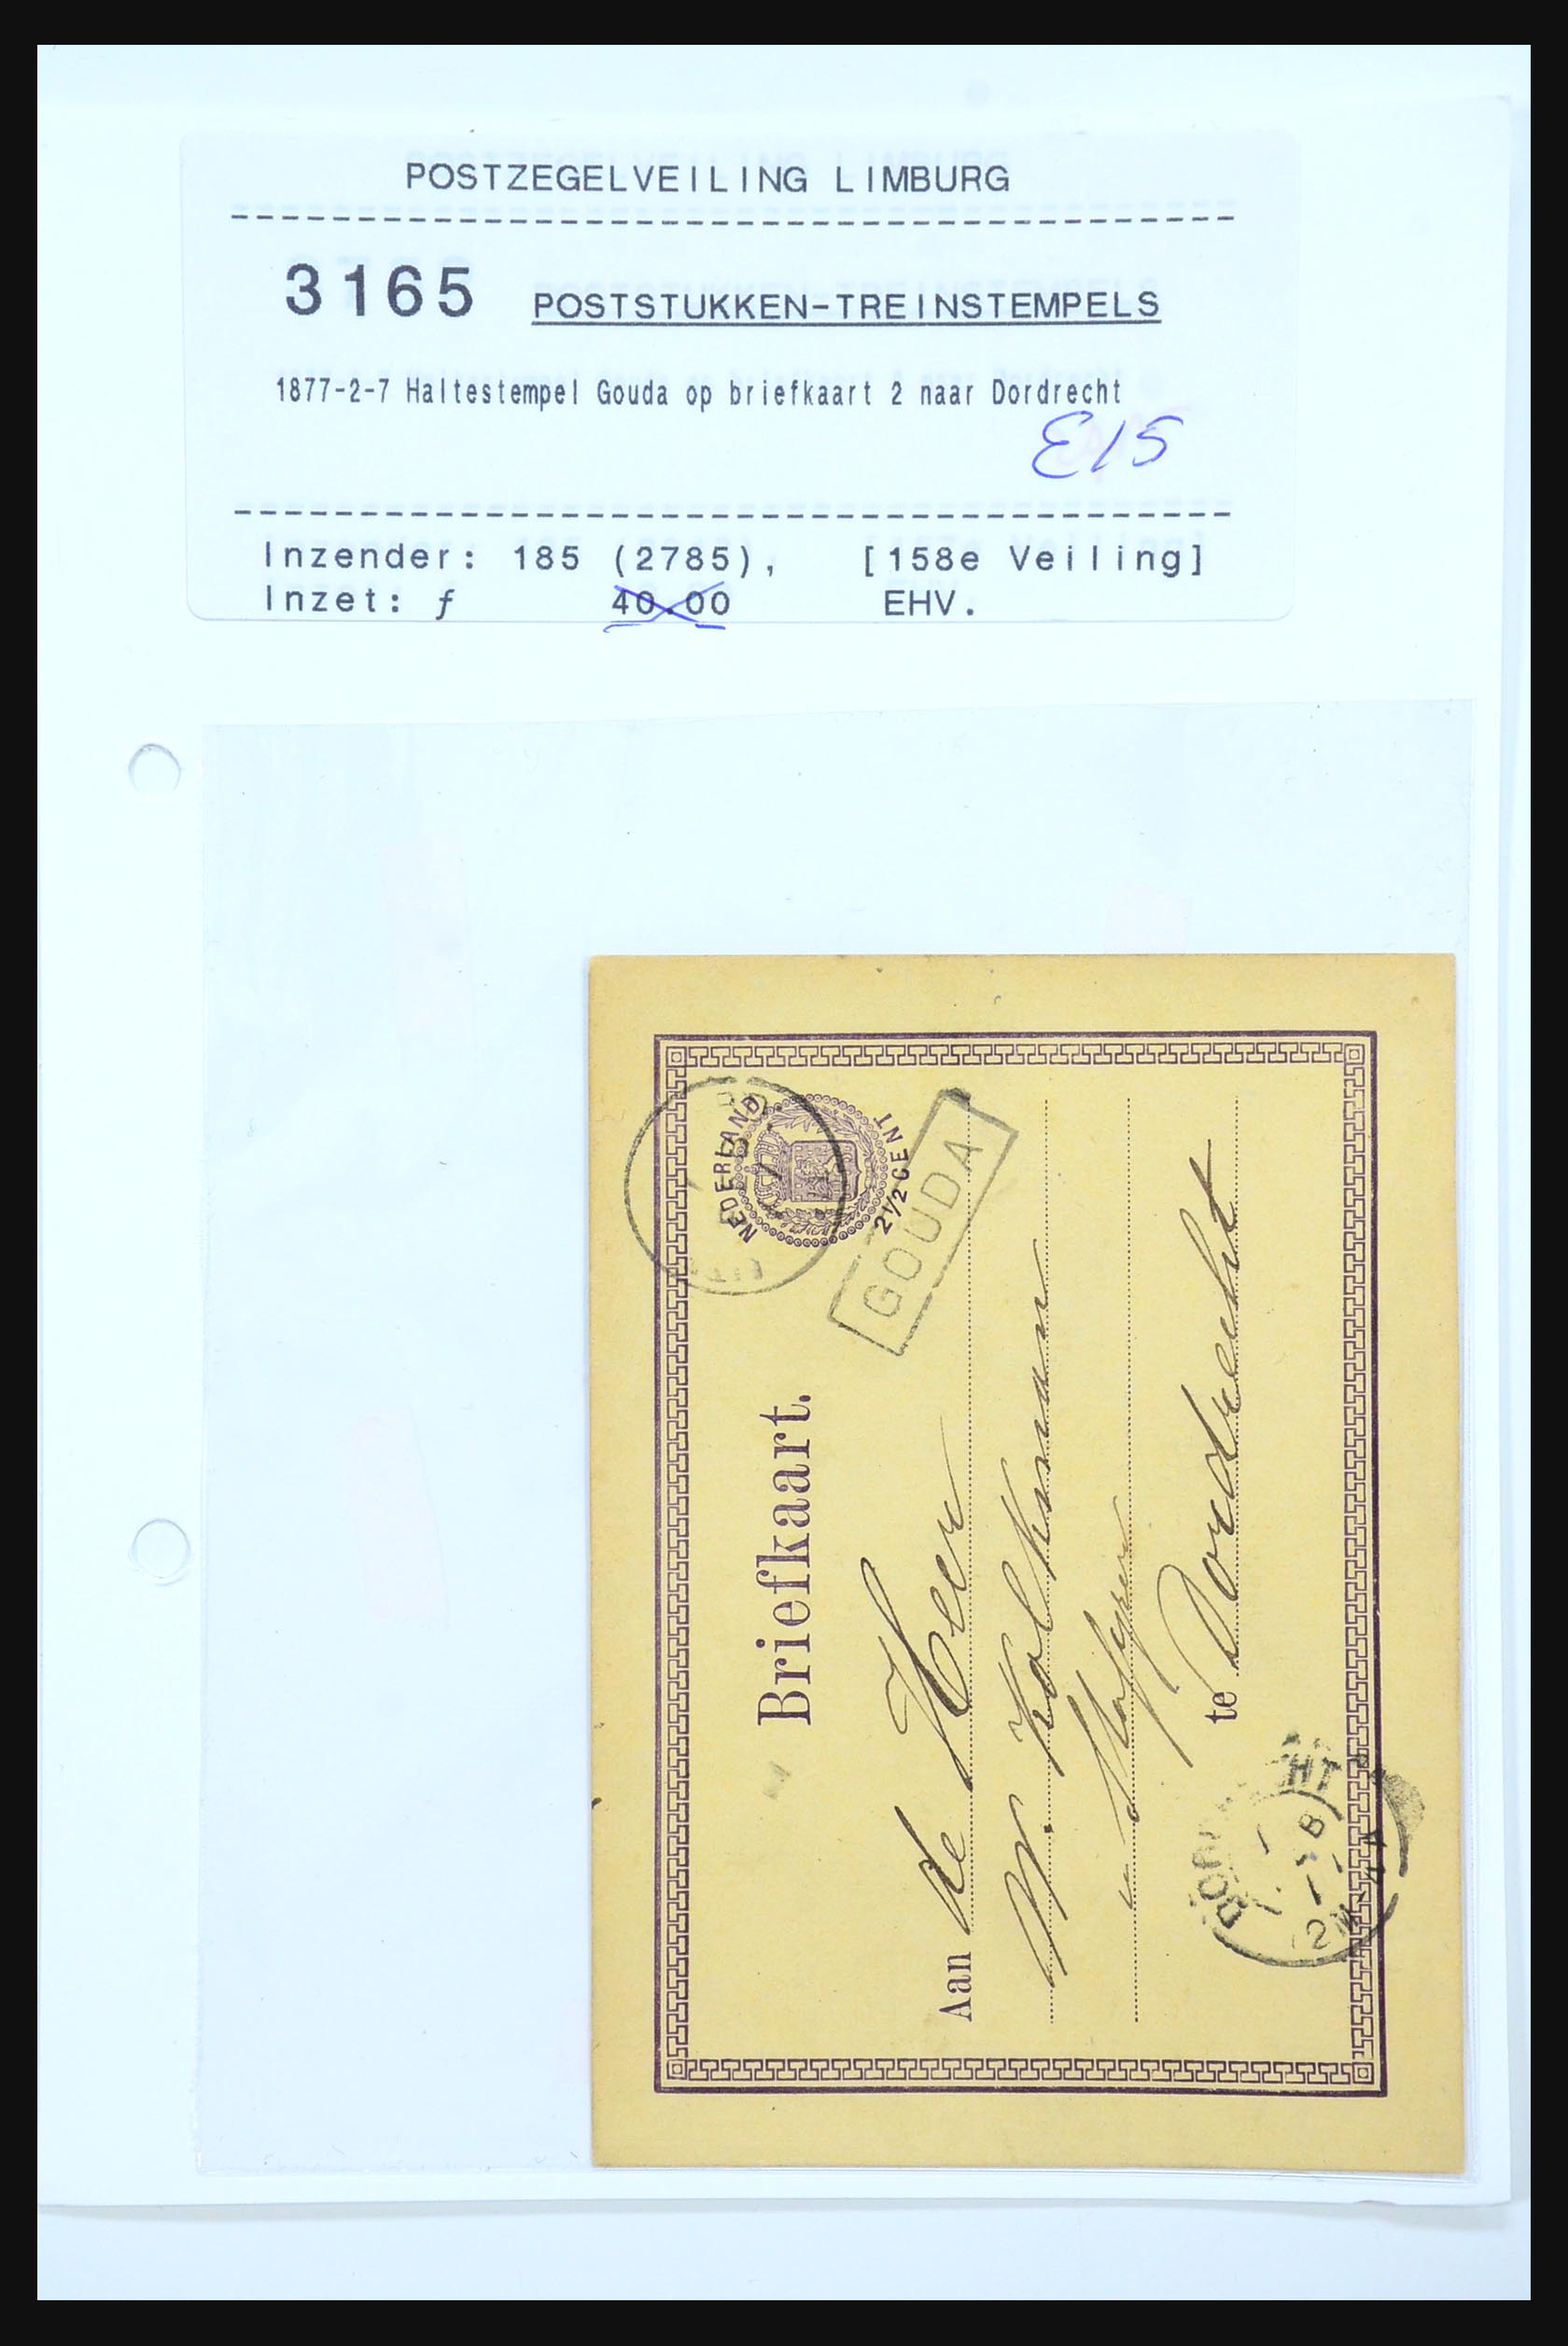 POSTZEGELVEILING LIMBURG
3165 POSTSTUKKEN-TREINSTEMPELS
1877-2-7 Haltestempel Gouda op briefkaart 2 naar Dordrecht
E15
Inzender: 185 (2785), [158e Veiling]
Inzet: ƒ 40.00 EHV.
NEDERLAND
2½ CENT
GOUDA
Briefkaart.
Aan de Heer
Kolkman
te Dordrecht